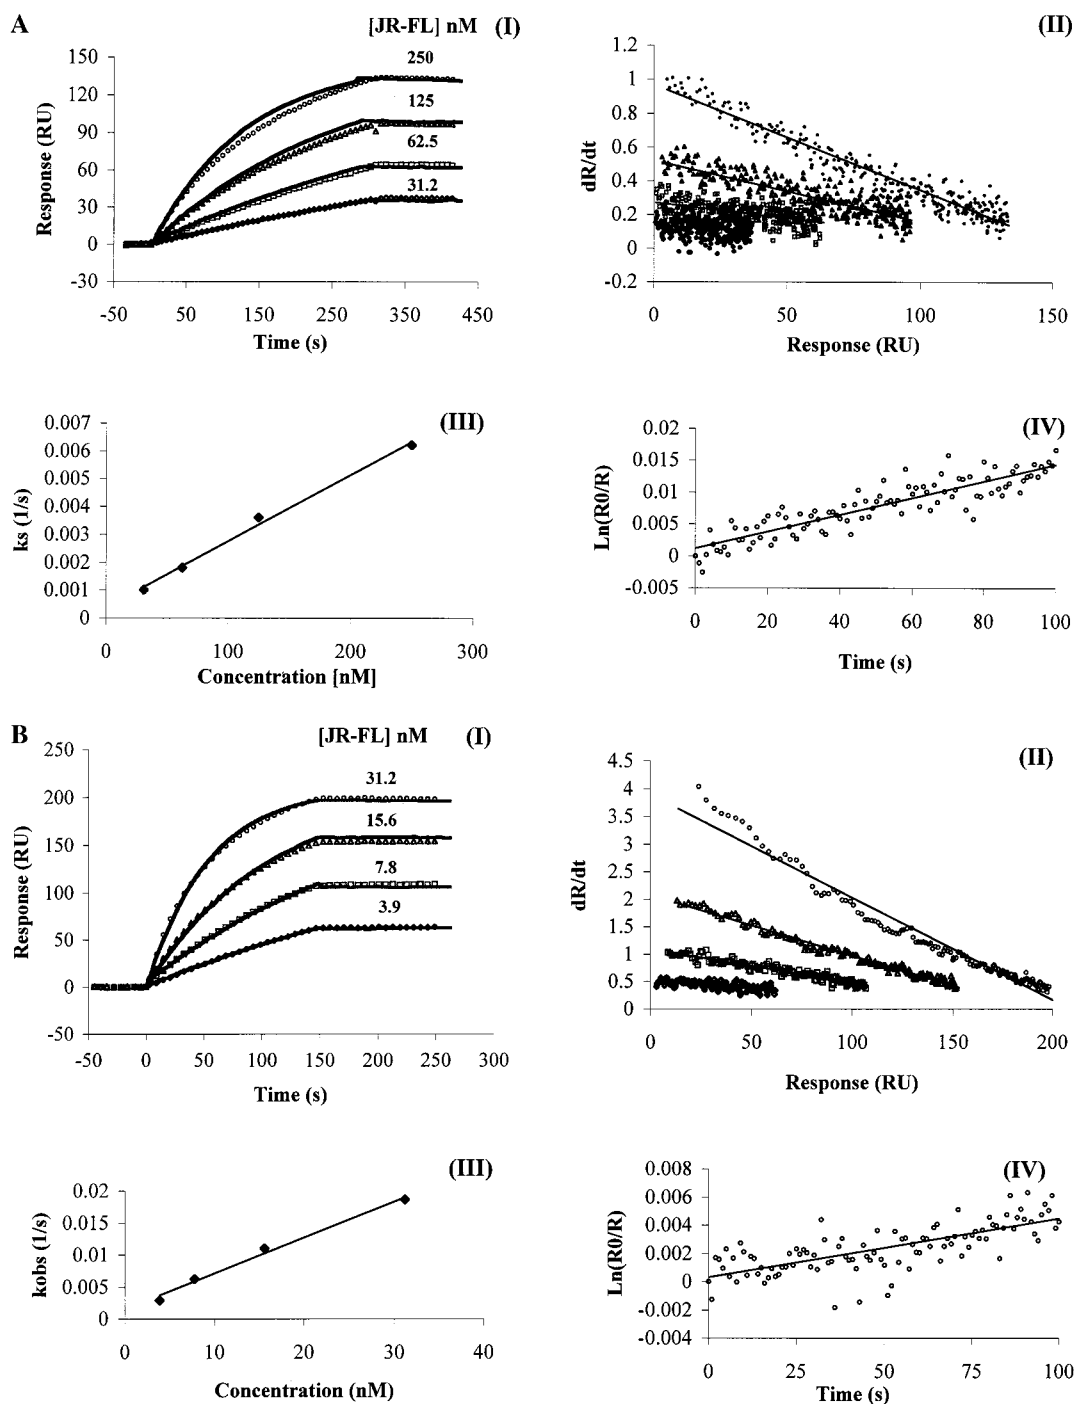 A
[JR-FL] nM
(I)
250
125
62.5
31.2
150
120
90
60
30
0
-30
Response (RU)
-50 50 150 250 350 450
Time (s)
(II)
1.2
1
0.8
0.6
0.4
0.2
0
-0.2
dR/dt
0 50 100 150
Response (RU)
(III)
0.007
0.006
0.004
0.003
0.002
0.001
0
ks (1/s)
0 100 200 300
Concentration [nM]
(IV)
0.02
0.015
0.01
0.005
0
-0.005
Ln(R0/R)
0 20 40 60 80 100
Time (s)
B
[JR-FL] nM
(I)
31.2
15.6
7.8
3.9
250
200
150
100
50
0
-50
Response (RU)
-50 0 50 100 150 200 250 300
Time (s)
(II)
4.5
4
3.5
3
2.5
2
1.5
1
0.5
0
dR/dt
0 50 100 150 200
Response (RU)
(III)
0.02
0.015
0.01
0.005
0
kobs (1/s)
0 10 20 30 40
Concentration (nM)
(IV)
0.008
0.006
0.004
0.002
0
-0.002
-0.004
Ln(R0/R)
0 25 50 75 100
Time (s)